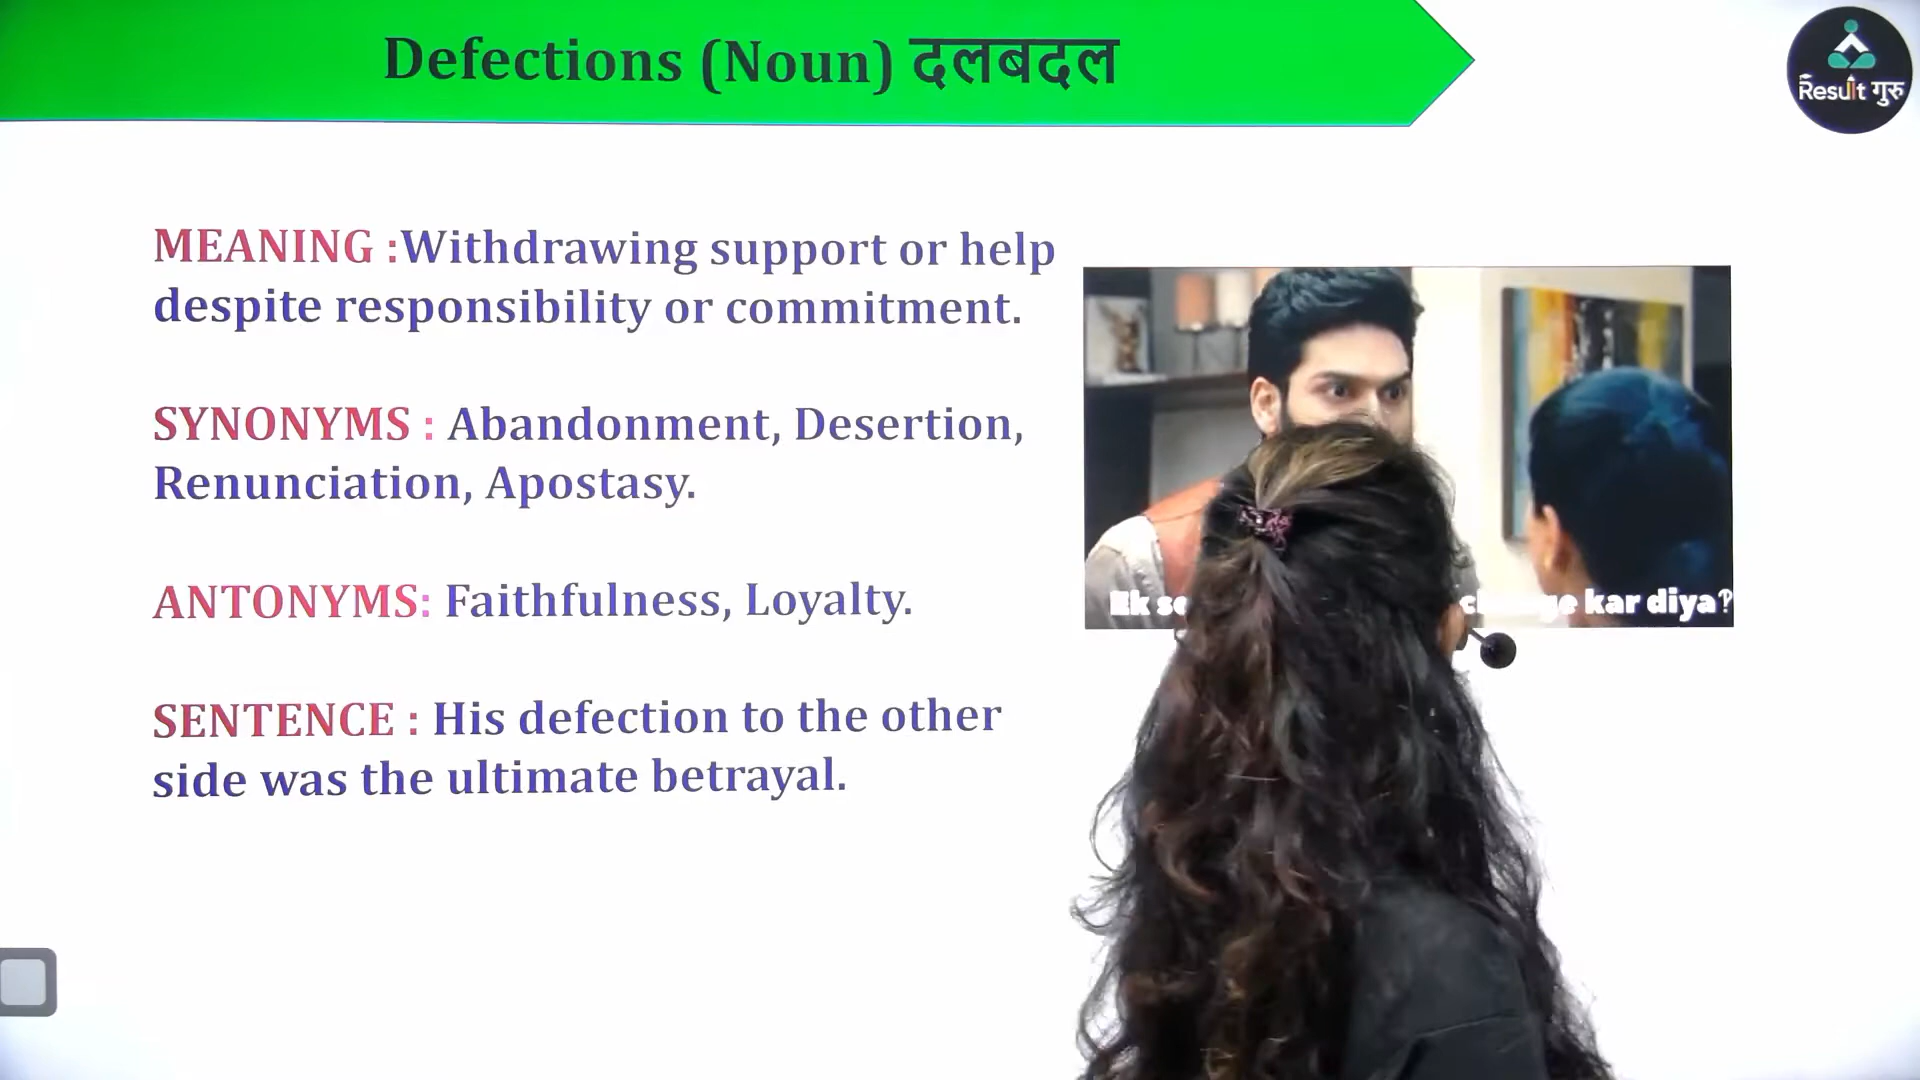 Defections (Noun) दलबदल
Result गुरु
MEANING :Withdrawing support or help
despite responsibility or commitment.
SYNONYMS : Abandonment, Desertion,
Renunciation, Apostasy.
ANTONYMS: Faithfulness, Loyalty.
SENTENCE : His defection to the other
side was the ultimate betrayal.
Ek kar diya?